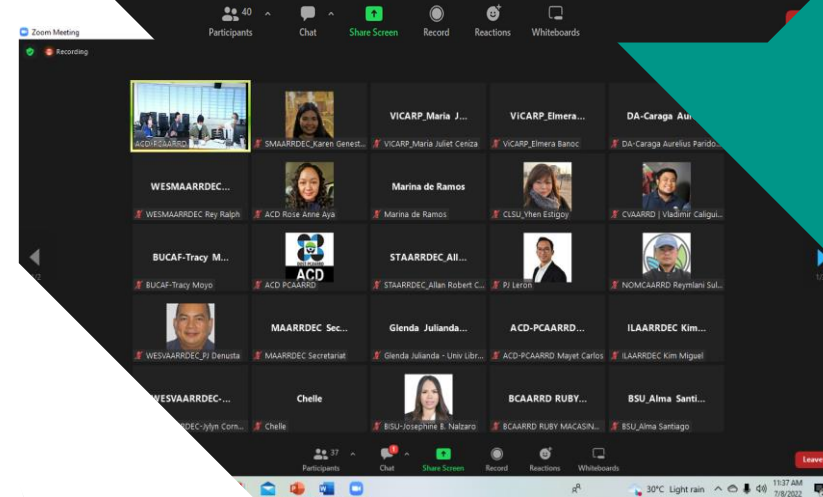 40
Participants
Chat
Share Screen
Record
Reactions
Whiteboards
Zoom Meeting
Recording
ACD-PCAARRD
SMAARRDEC_Karen Genest...
VICARP_Maria J...
VICARP_Maria Juliet Ceniza
ViCARP_Elmera...
ViCARP_Elmera Banoc
DA-Caraga
DA-Caraga Aurelius Parido...
WESMAARRDEC...
WESMAARRDEC Rey Ralph
ACD Rose Anne Aya
Marina de Ramos
Marina de Ramos
CLSU_Yhen Estigoy
CVAARRD | Vladimir Caligui...
BUCAF-Tracy M...
BUCAF-Tracy Moyo
ACD
ACD PCAARRD
STAARRDEC_All...
STAARRDEC_Allan Robert C...
PJ Leron
NOMCAARRD Reymlani Sul...
WESVAARRDEC_PJ Denusta
MAARRDEC Sec...
MAARRDEC Secretariat
Glenda Julianda...
Glenda Julianda - Univ Libr...
ACD-PCAARRD...
ACD-PCAARRD Mayet Carlos
ILAARRDEC Kim...
ILAARRDEC Kim Miguel
WESVAARRDEC-...
RDEC-Jylyn Corn...
Chelle
Chelle
BISU-Josephine B. Nalzaro
BCAARRD RUBY...
BCAARRD RUBY MACASIN...
BSU_Alma Santi...
BSU_Alma Santiago
37
1
Participants
Chat
Share Screen
Record
Reactions
Whiteboards
Leave
30°C Light rain
11:37 AM
7/8/2022